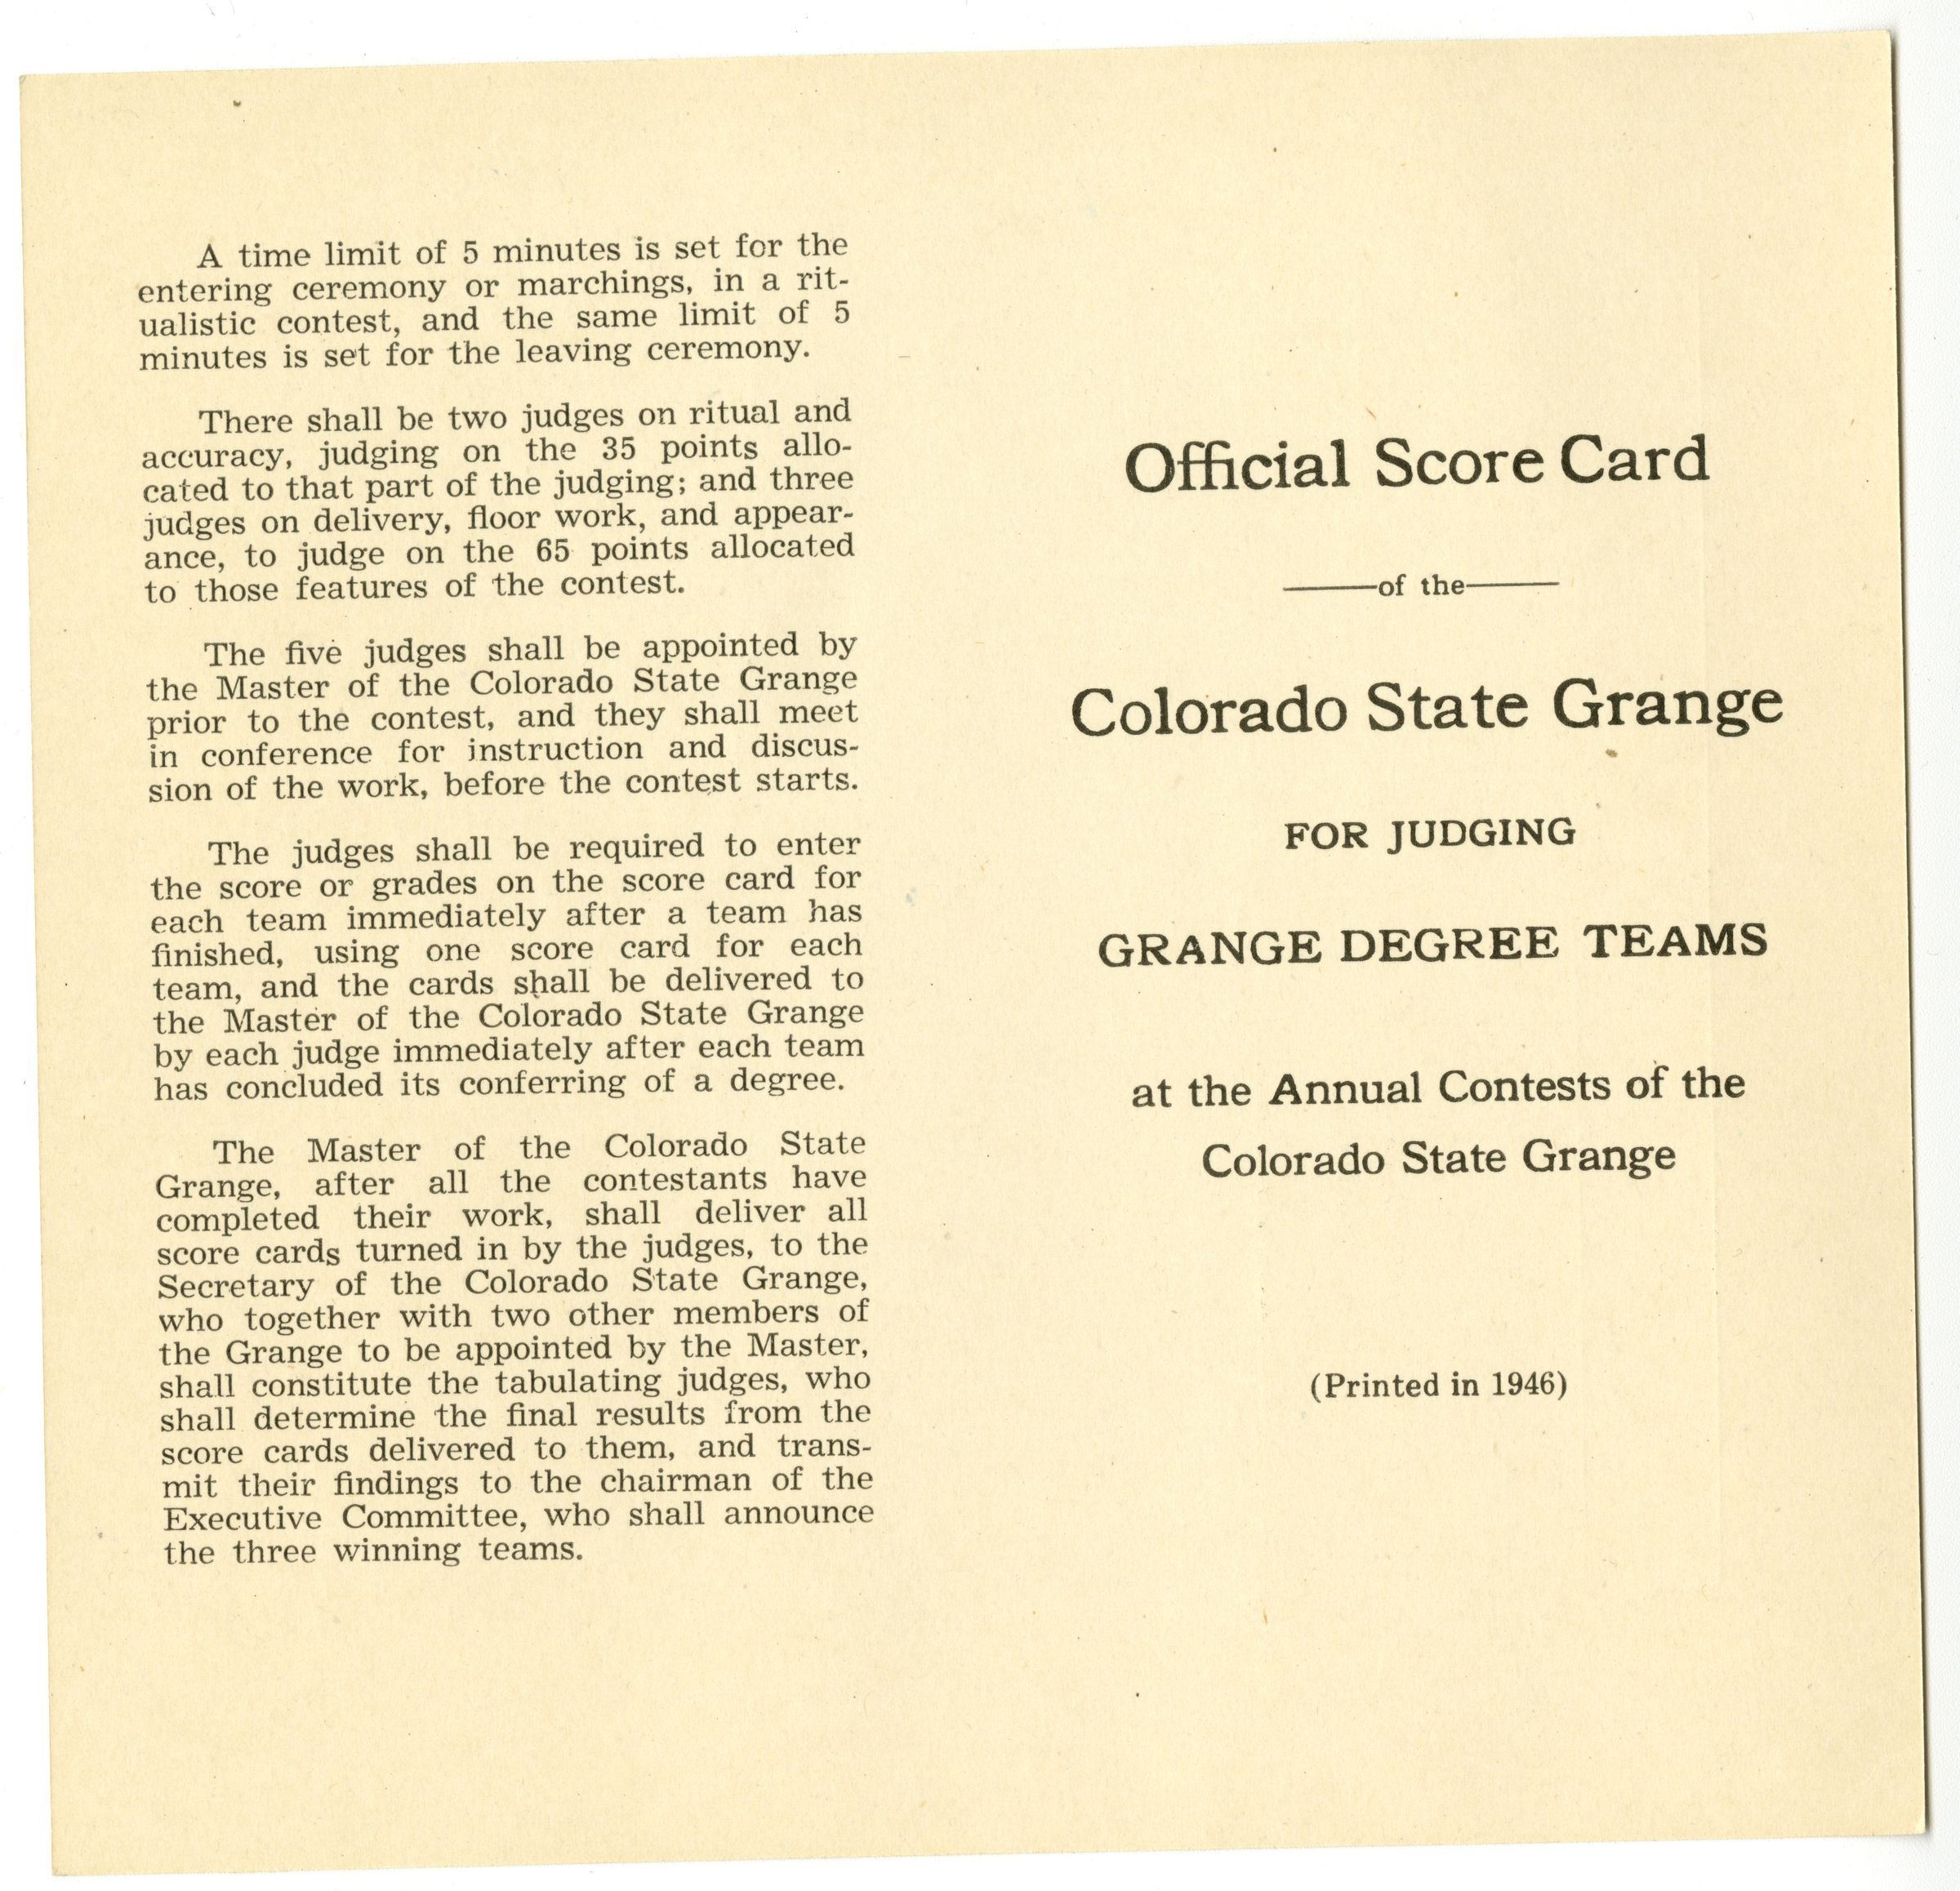 A time limit of 5 minutes is set for the
entering ceremony or marchings, in a rit-
ualistic contest, and the same limit of 5
minutes is set for the leaving ceremony.
There shall be two judges on ritual and
accuracy, judging on the 35 points allo-
cated to that part of the judging; and three
judges on delivery, floor work, and appear-
ance, to judge on the 65 points allocated
to those features of the contest.
The five judges shall be appointed by
the Master of the Colorado State Grange
prior to the contest, and they shall meet
in conference for instruction and discus-
sion of the work, before the contest starts.
The judges shall be required to enter
the score or grades on the score card for
each team immediately after a team has
finished, using one score card for each
team, and the cards shall be delivered to
the Master of the Colorado State Grange
by each judge immediately after each team
has concluded its conferring of a degree.
The Master of the Colorado State
Grange, after all the contestants have
completed their work, shall deliver all
score cards turned in by the judges, to the
Secretary of the Colorado State Grange,
who together with two other members of
the Grange to be appointed by the Master,
shall constitute the tabulating judges, who
shall determine the final results from the
score cards delivered to them, and trans-
mit their findings to the chairman of the
Executive Committee, who shall announce
the three winning teams.
Official Score Card
of the
Colorado State Grange
FOR JUDGING
GRANGE DEGREE TEAMS
at the Annual Contests of the
Colorado State Grange
(Printed in 1946)